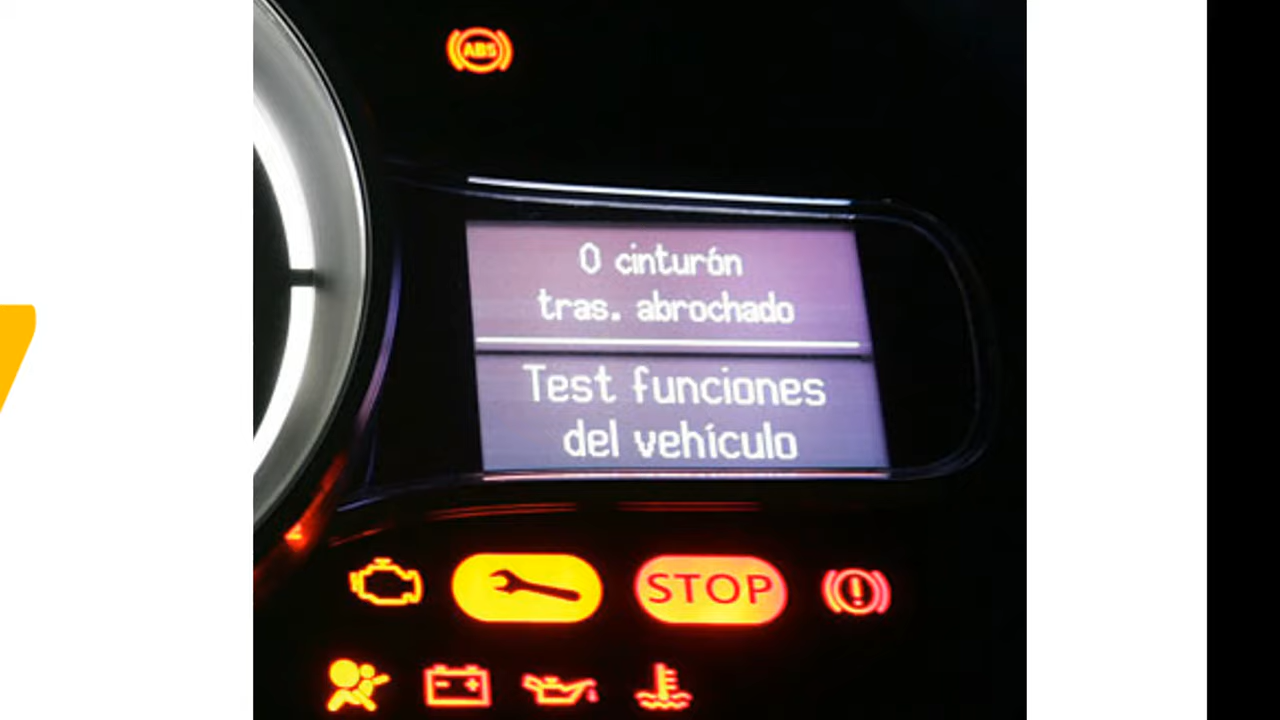 ABS
0 cinturón
tras. abrochado
Test funciones
del vehículo
STOP